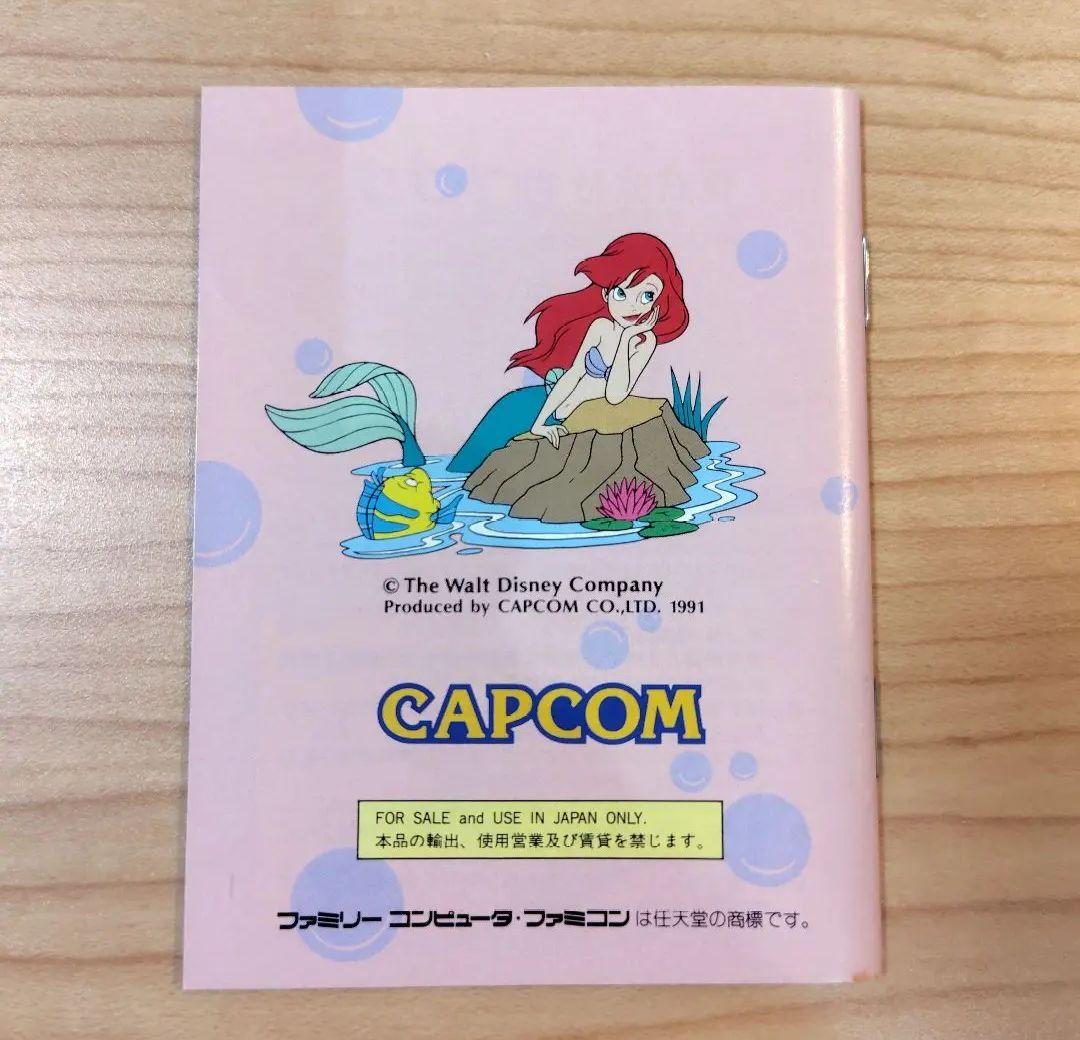 © The Walt Disney Company
Produced by CAPCOM CO.,LTD. 1991
CAPCOM
FOR SALE and USE IN JAPAN ONLY.
本品の輸出、使用営業及び賃貸を禁じます。
ファミリー コンピュータ・ファミコンは任天堂の商標です。